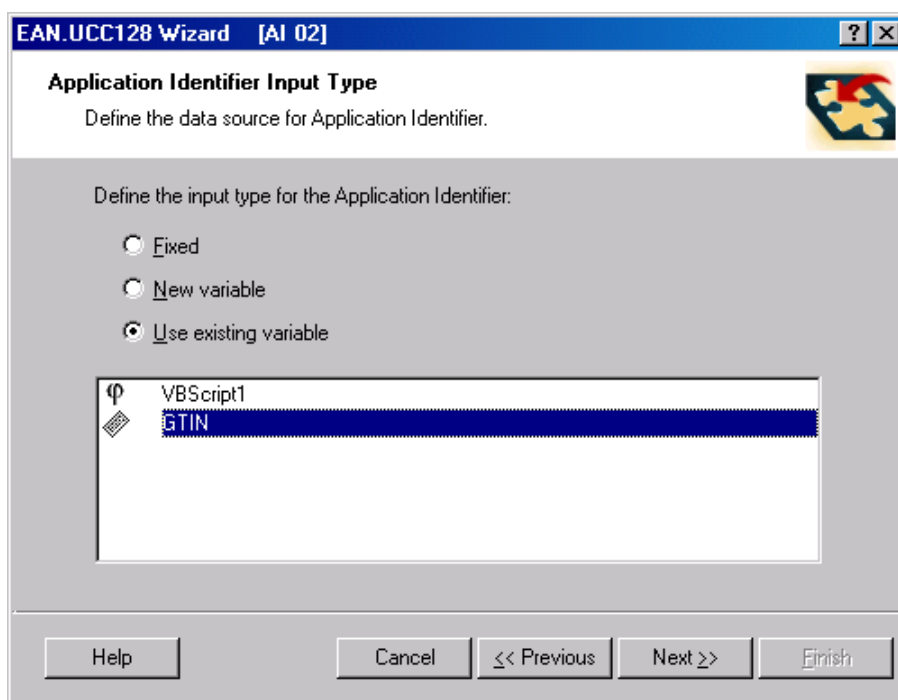 EAN.UCC128 Wizard [AI 02]
Application Identifier Input Type
Define the data source for Application Identifier.
Define the input type for the Application Identifier:
Fixed
New variable
Use existing variable
φ VBScript1
GTIN
Help Cancel << Previous Next >> Finish